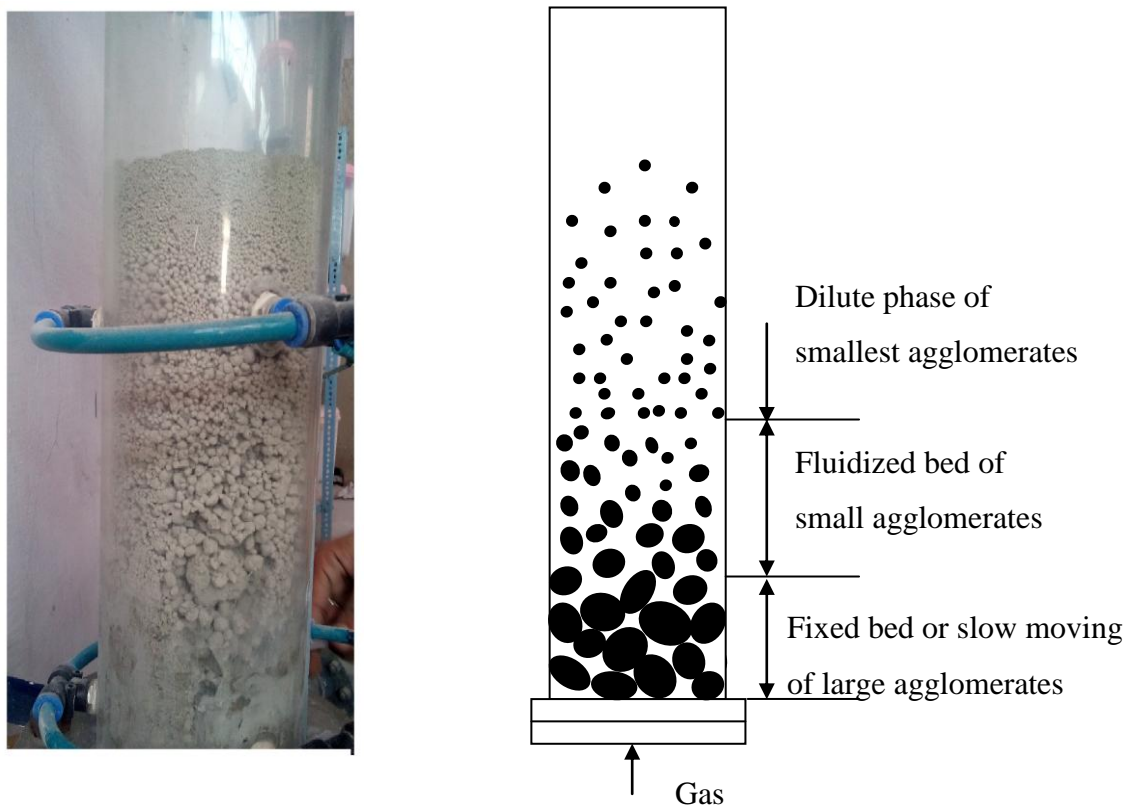 Dilute phase of
smallest agglomerates
Fluidized bed of
small agglomerates
Fixed bed or slow moving
of large agglomerates
Gas